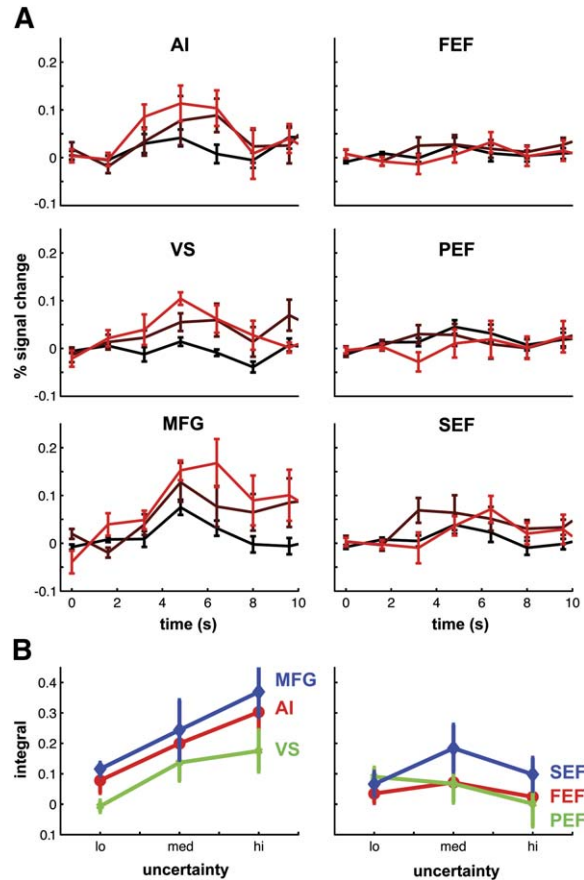 A
AI FEF
0.2
0.1
0
-0.1
VS PEF
0.2
0.1
0
-0.1
% signal change
MFG SEF
0.2
0.1
0
-0.1
0 2 4 6 8 10 0 2 4 6 8 10
time (s) time (s)
B
0.4
0.3
0.2
0.1
0
0.1
integral
MFG
AI
VS
SEF
FEF
PEF
lo med hi lo med hi
uncertainty uncertainty